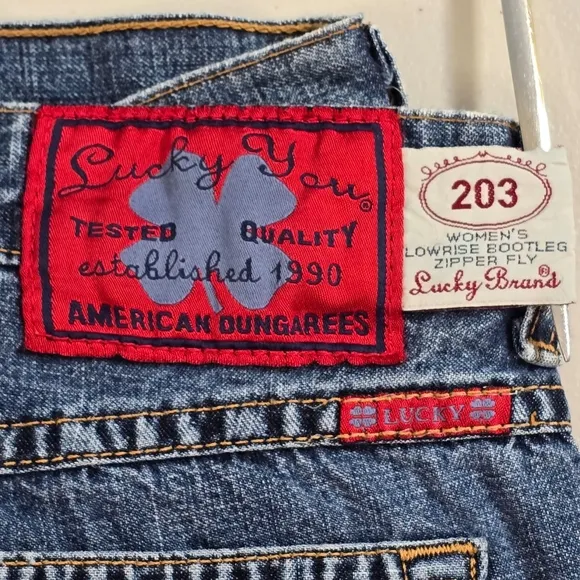 Lucky You®
TESTED QUALITY
established 1990
AMERICAN DUNGAREES
203
WOMEN'S
LOWRISE BOOTLEG
ZIPPER FLY
Lucky Brand®
LUCKY